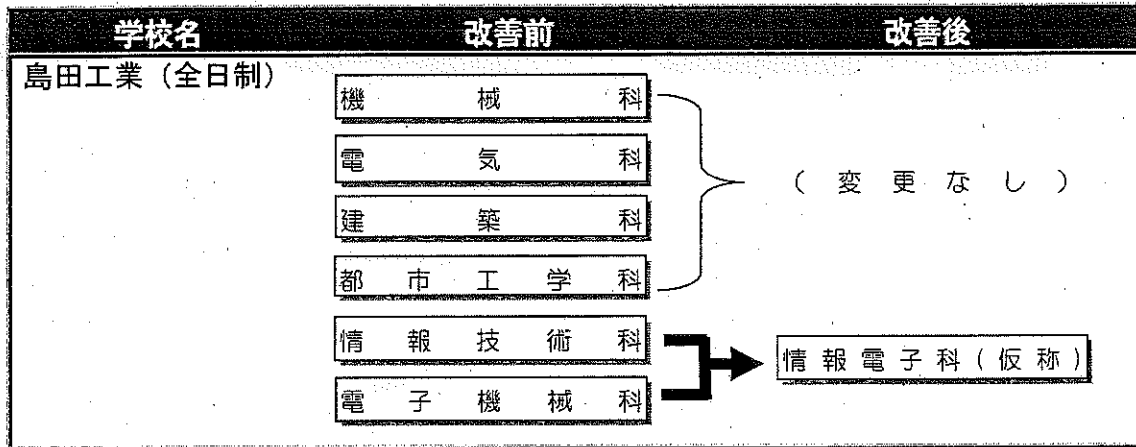 学校名 改善前 改善後
島田工業（全日制）
機械科
電気科
（変更なし）
建築科
都市工学科
情報技術科
情報電子科（仮称）
電子機械科